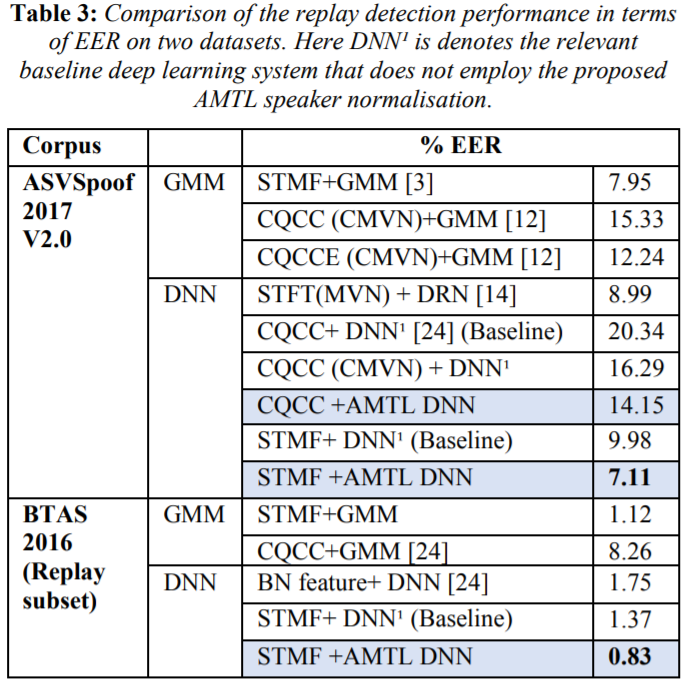 Table 3: Comparison of the replay detection performance in terms
of EER on two datasets. Here DNN¹ is denotes the relevant
baseline deep learning system that does not employ the proposed
AMTL speaker normalisation.
Corpus % EER
ASVSpoof 2017 V2.0 GMM STMF+GMM [3] 7.95
CQCC (CMVN)+GMM [12] 15.33
CQCCE (CMVN)+GMM [12] 12.24
DNN STFT(MVN) + DRN [14] 8.99
CQCC+ DNN¹ [24] (Baseline) 20.34
CQCC (CMVN) + DNN¹ 16.29
CQCC +AMTL DNN 14.15
STMF+ DNN¹ (Baseline) 9.98
STMF +AMTL DNN 7.11
BTAS 2016 (Replay subset) GMM STMF+GMM 1.12
CQCC+GMM [24] 8.26
DNN BN feature+ DNN [24] 1.75
STMF+ DNN¹ (Baseline) 1.37
STMF +AMTL DNN 0.83